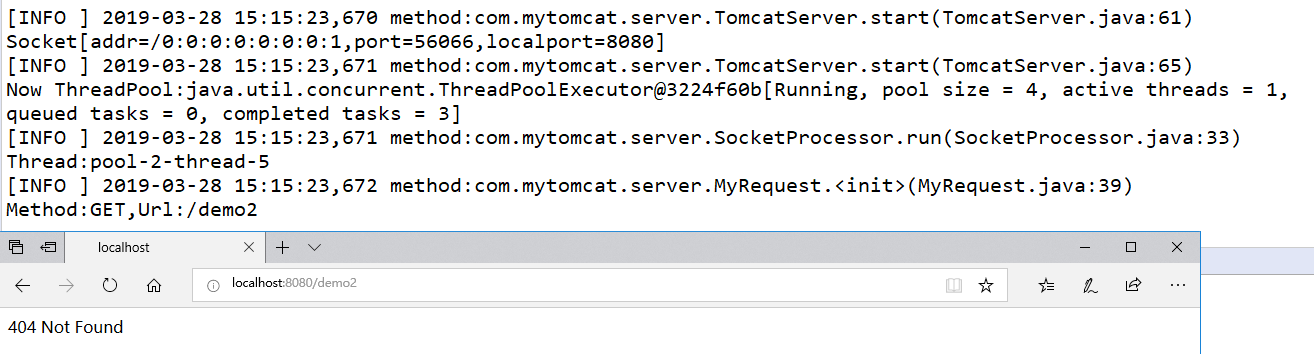 [INFO ] 2019-03-28 15:15:23,670 method:com.mytomcat.server.TomcatServer.start(TomcatServer.java:61)
Socket[addr=/0:0:0:0:0:0:0:1,port=56066,localport=8080]
[INFO ] 2019-03-28 15:15:23,671 method:com.mytomcat.server.TomcatServer.start(TomcatServer.java:65)
Now ThreadPool:java.util.concurrent.ThreadPoolExecutor@3224f60b[Running, pool size = 4, active threads = 1,
queued tasks = 0, completed tasks = 3]
[INFO ] 2019-03-28 15:15:23,671 method:com.mytomcat.server.SocketProcessor.run(SocketProcessor.java:33)
Thread:pool-2-thread-5
[INFO ] 2019-03-28 15:15:23,672 method:com.mytomcat.server.MyRequest.<init>(MyRequest.java:39)
Method:GET,Url:/demo2
localhost
localhost:8080/demo2
404 Not Found